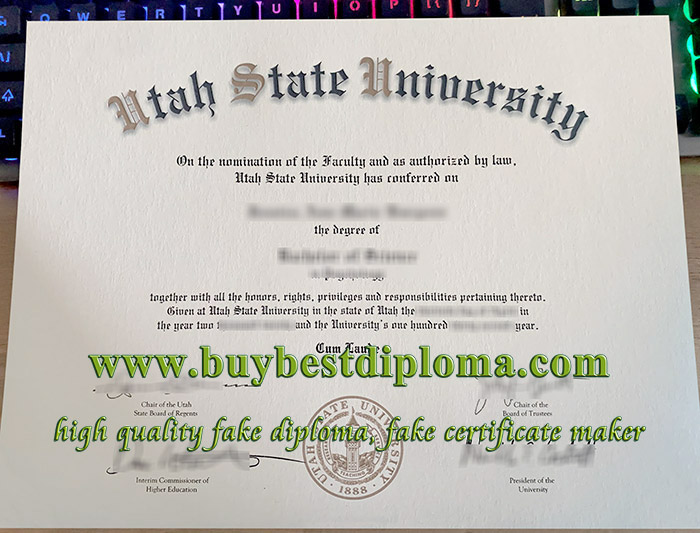 Q W E R T Y U I O P
Utah State University
On the nomination of the Faculty and as authorized by law,
Utah State University has conferred on
the degree of
Bachelor of Science
together with all the honors, rights, privileges and responsibilities pertaining thereto.
Given at Utah State University in the state of Utah the in
the year two and the University's one hundred year.
Cum Laude
www.buybestdiploma.com
Chair of the Utah
State Board of Regents
Chair of the
Board of Trustees
high quality fake diploma, fake certificate maker
UTAH STATE UNIVERSITY
1888
Interim Commissioner of
Higher Education
President of the
University